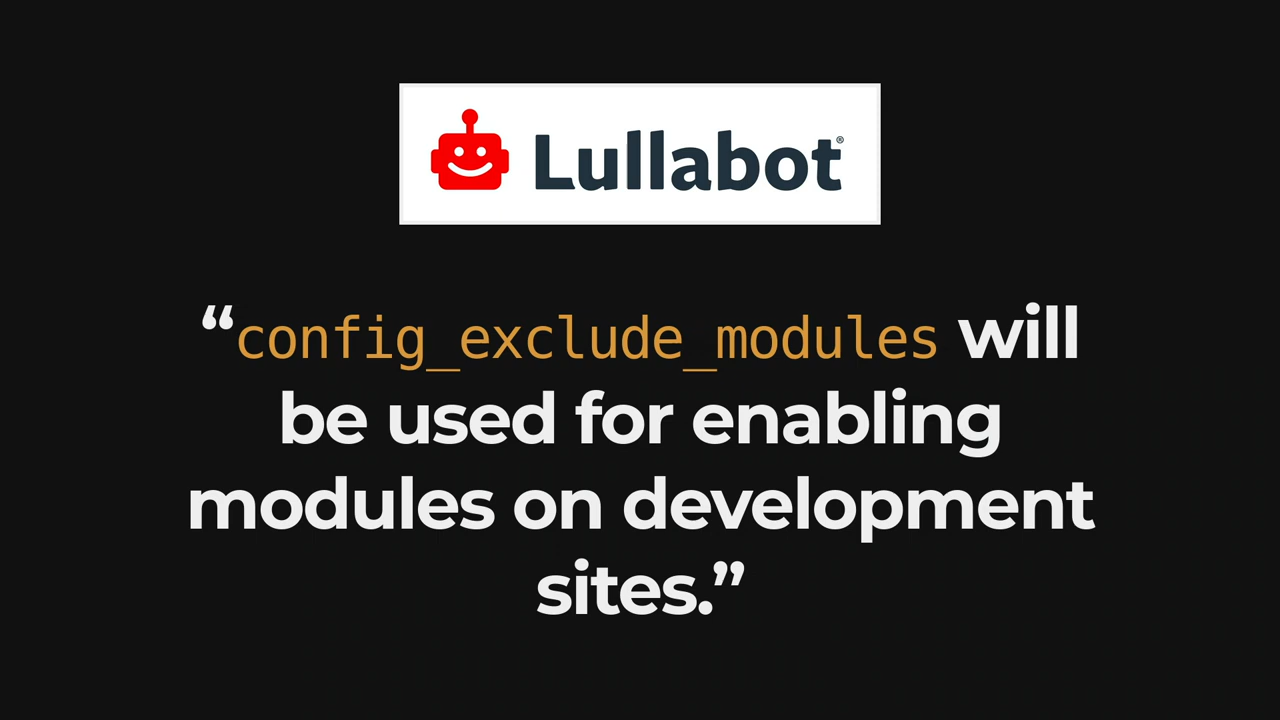 Lullabot®
“config_exclude_modules will
be used for enabling
modules on development
sites.”